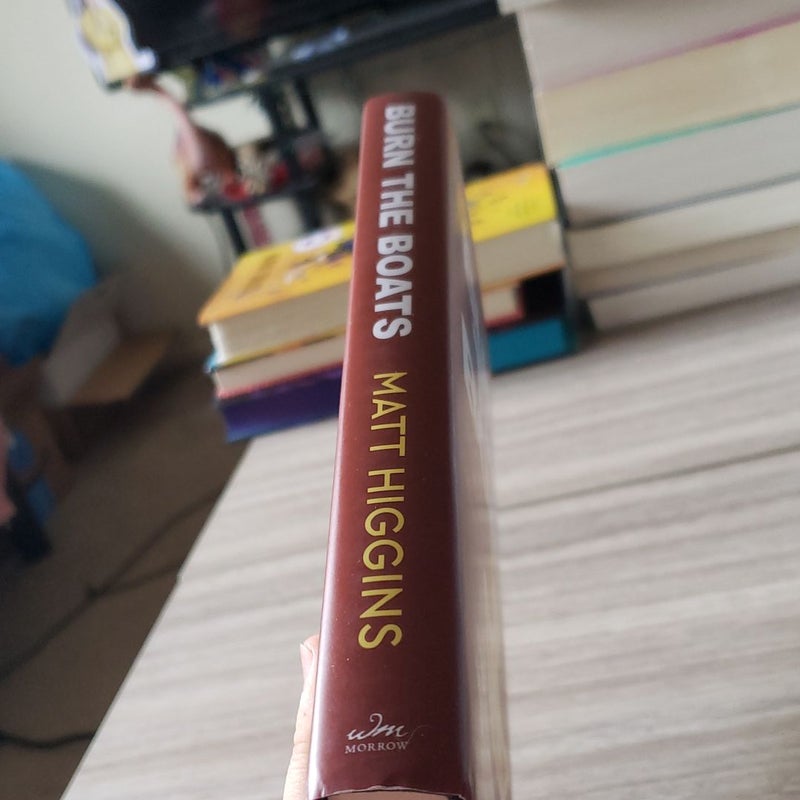 BURN THE BOATS
MATT HIGGINS
wm
MORROW